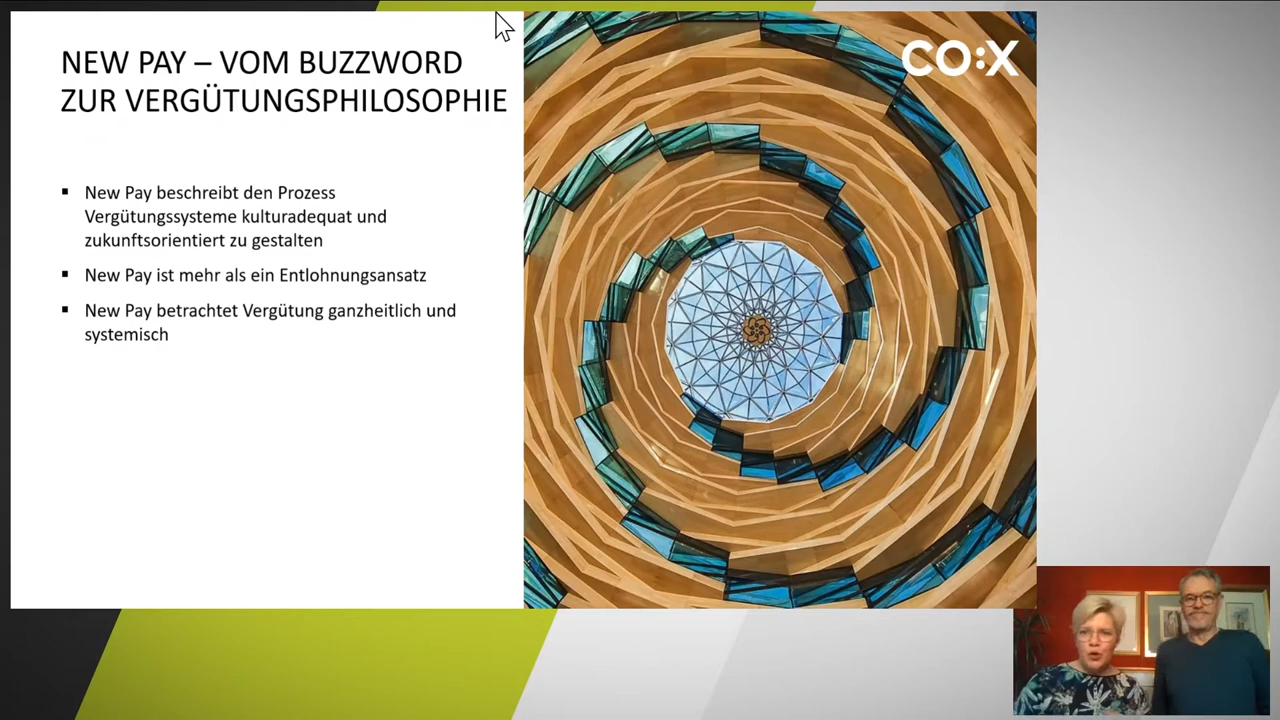 NEW PAY – VOM BUZZWORD
ZUR VERGÜTUNGSPHILOSOPHIE
▪ New Pay beschreibt den Prozess
Vergütungssysteme kulturadequat und
zukunftsorientiert zu gestalten
▪ New Pay ist mehr als ein Entlohnungsansatz
▪ New Pay betrachtet Vergütung ganzheitlich und
systemisch
CO:X